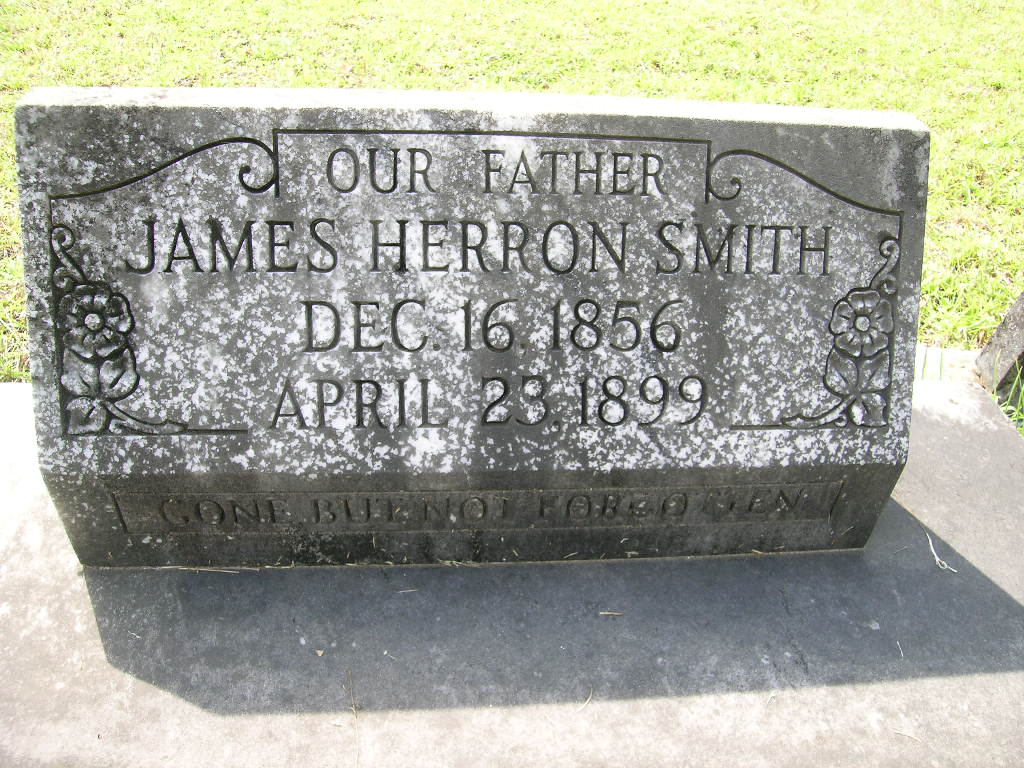 OUR FATHER
JAMES HERRON SMITH
DEC. 16, 1856
APRIL 23, 1899
GONE, BUT NOT FORGOTTEN